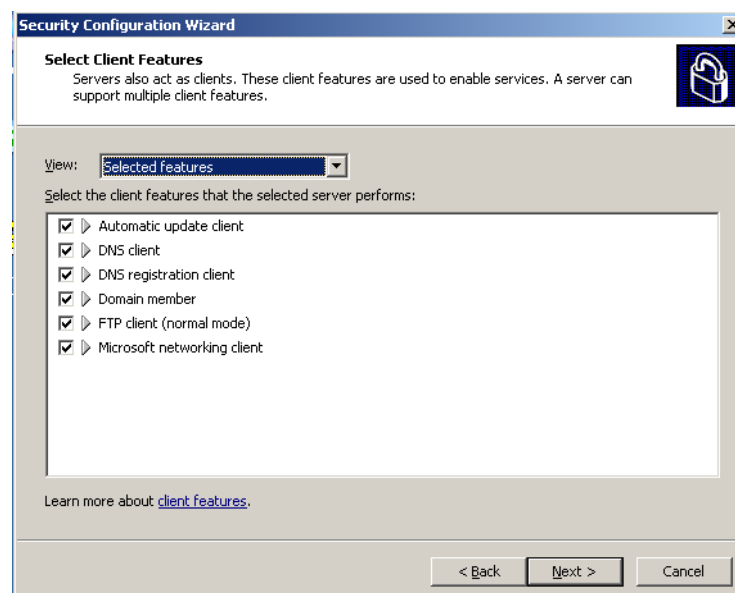 Security Configuration Wizard
Select Client Features
Servers also act as clients. These client features are used to enable services. A server can
support multiple client features.
View: Selected features
Select the client features that the selected server performs:
Automatic update client
DNS client
DNS registration client
Domain member
FTP client (normal mode)
Microsoft networking client
Learn more about client features.
< Back Next > Cancel